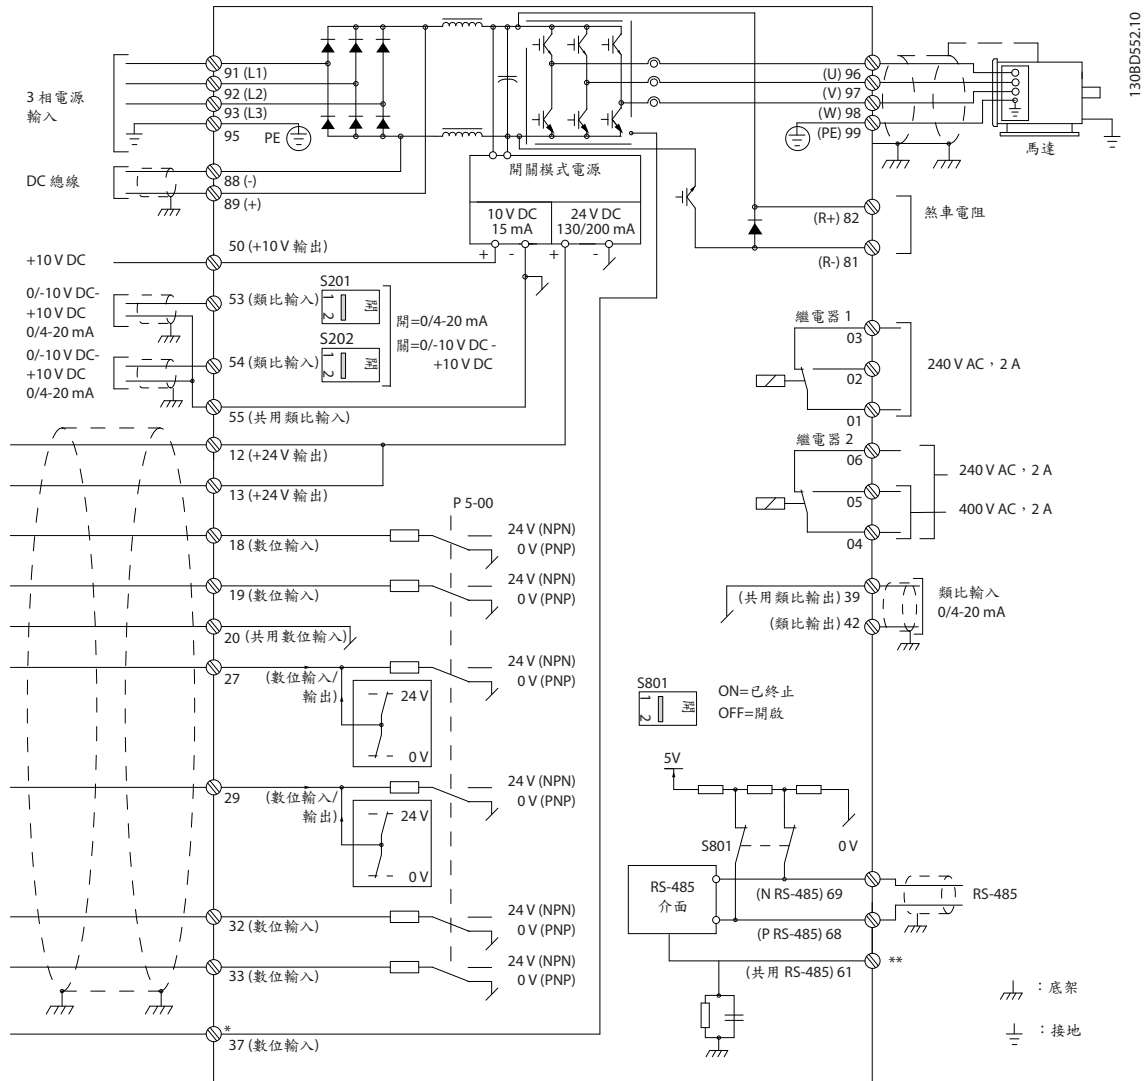 130BD552.10
3 相電源
輸入
91 (L1)
92 (L2)
93 (L3)
95
PE
DC 總線
88 (-)
89 (+)
50 (+10 V 輸出)
+10 V DC
0/-10 V DC-
+10 V DC
0/4-20 mA
0/-10 V DC-
+10 V DC
0/4-20 mA
53 (類比輸入)
54 (類比輸入)
55 (共用類比輸入)
12 (+24 V 輸出)
13 (+24 V 輸出)
18 (數位輸入)
19 (數位輸入)
20 (共用數位輸入)
27
(數位輸入/
輸出)
24 V
0 V
29
(數位輸入/
輸出)
24 V
0 V
32 (數位輸入)
33 (數位輸入)
*
37 (數位輸入)
S201
1
2
開
S202
1
2
開
開=0/4-20 mA
關=0/-10 V DC -
+10 V DC
開關模式電源
10 V DC
15 mA
24 V DC
130/200 mA
+
-
+
-
P 5-00
24 V (NPN)
0 V (PNP)
24 V (NPN)
0 V (PNP)
24 V (NPN)
0 V (PNP)
24 V (NPN)
0 V (PNP)
24 V (NPN)
0 V (PNP)
24 V (NPN)
0 V (PNP)
(U) 96
(V) 97
(W) 98
(PE) 99
馬達
(R+) 82
(R-) 81
煞車電阻
繼電器 1
03
02
01
240 V AC，2 A
繼電器 2
06
05
04
240 V AC，2 A
400 V AC，2 A
(共用類比輸出) 39
(類比輸出) 42
類比輸入
0/4-20 mA
S801
1
2
開
ON=已終止
OFF=開啟
5V
S801
0 V
RS-485
介面
(N RS-485) 69
(P RS-485) 68
(共用 RS-485) 61
RS-485
**
：底架
：接地